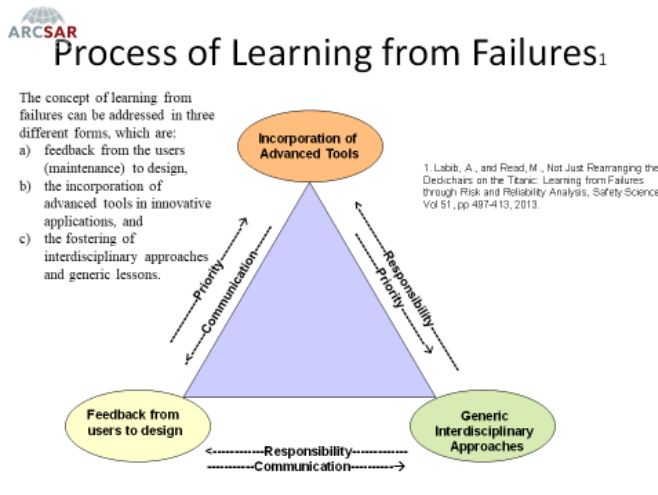 ARCSAR
Process of Learning from Failures1
The concept of learning from
failures can be addressed in three
different forms, which are:
a) feedback from the users
(maintenance) to design,
b) the incorporation of
advanced tools in innovative
applications, and
c) the fostering of
interdisciplinary approaches
and generic lessons.
Incorporation of
Advanced Tools
1. Labib, A., and Read, M., Not Just Rearranging the
Deckchairs on the Titanic: Learning from Failures
through Risk and Reliability Analysis, Safety Science
Vol 51, pp 497-413, 2013.
------Priority------->
<----Communication------
<------Responsibility------
------Priority------->
Feedback from
users to design
Generic
Interdisciplinary
Approaches
<-----------Responsibility------------
-----------Communication---------->